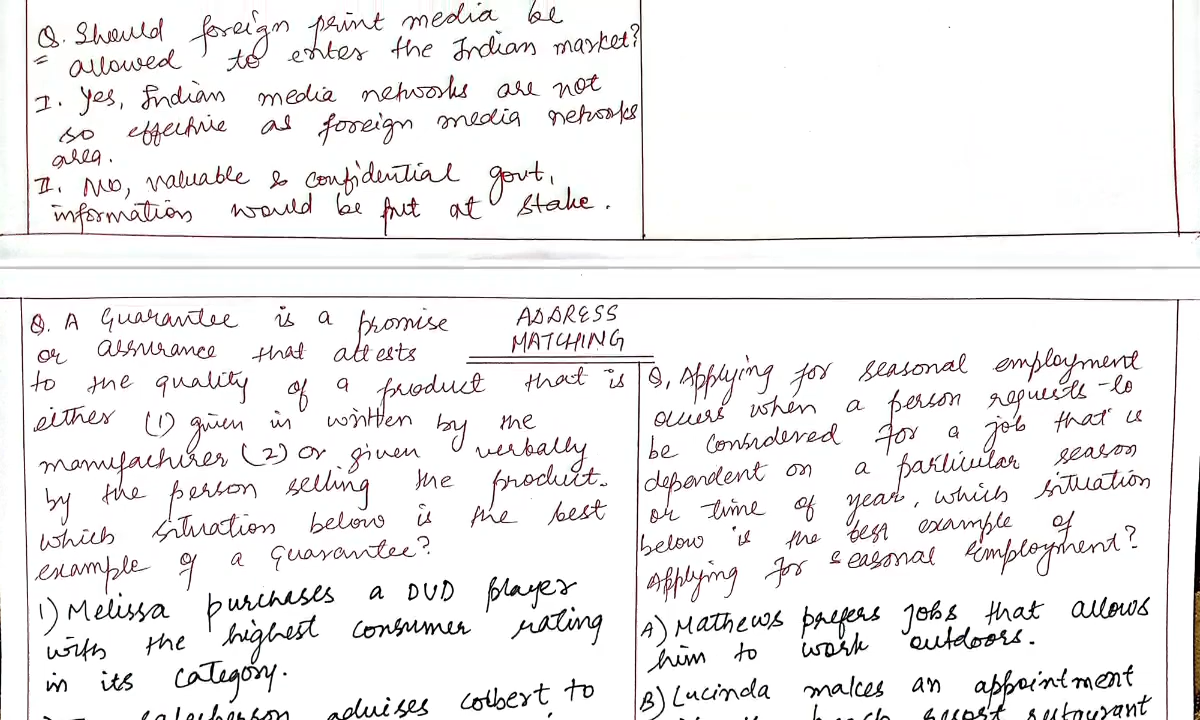 Q. Should foreign print media be
allowed to enter the Indian market?
I. Yes, Indian media networks are not
so effective as foreign media networks
area.
II. No, valuable & confidential govt.
information would be put at stake.
Q. A Guarantee is a promise
or assurance that attests
to the quality of a product that is
either (1) given in written by the
manufacturer (2) or given verbally
by the person selling the product.
which situation below is the best
example of a Guarantee?
1) Melissa purchases a DVD player
with the highest consumer rating
in its category.
advises colbert to
ADDRESS
MATCHING
Q. Applying for seasonal employment
occurs when a person requests to
be considered for a job that is
dependent on a particular season
or time of year, which situation
below is the best example of
Applying for seasonal Employment?
A) Mathews prefers jobs that allows
him to work outdoors.
B) Lucinda makes an appointment
resort restaurant